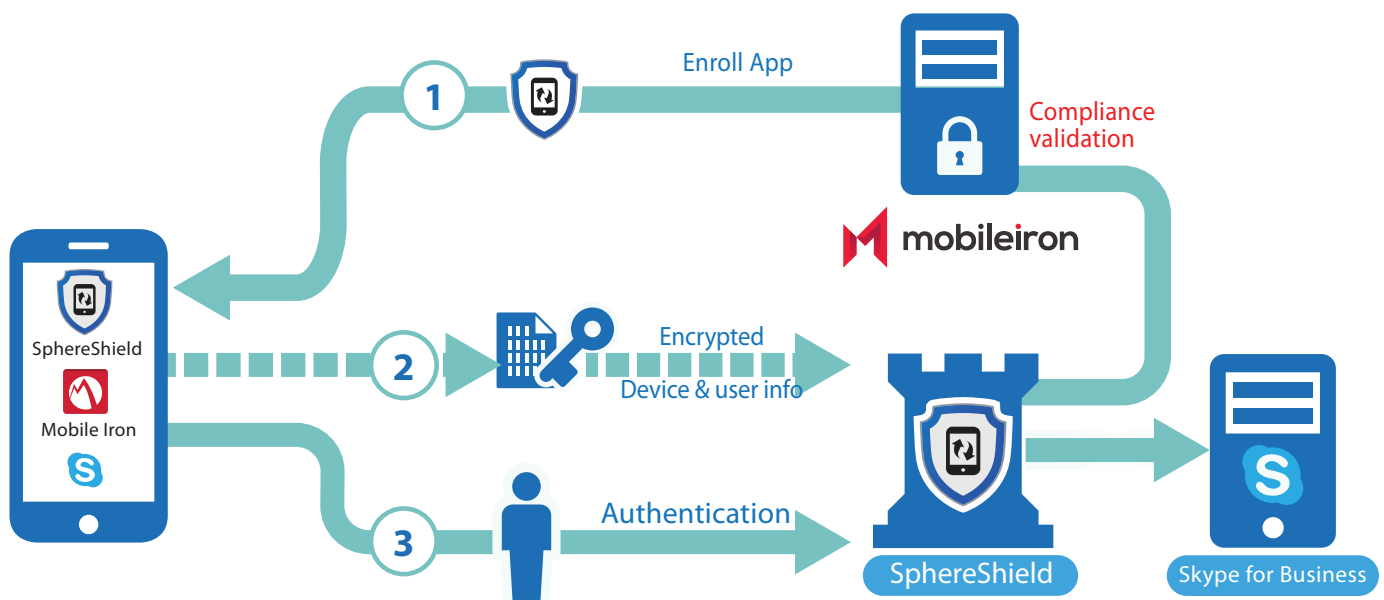 Enroll App
1
Compliance
validation
mobileiron
SphereShield
Mobile Iron
S
2
Encrypted
Device & user info
3
Authentication
SphereShield
S
Skype for Business